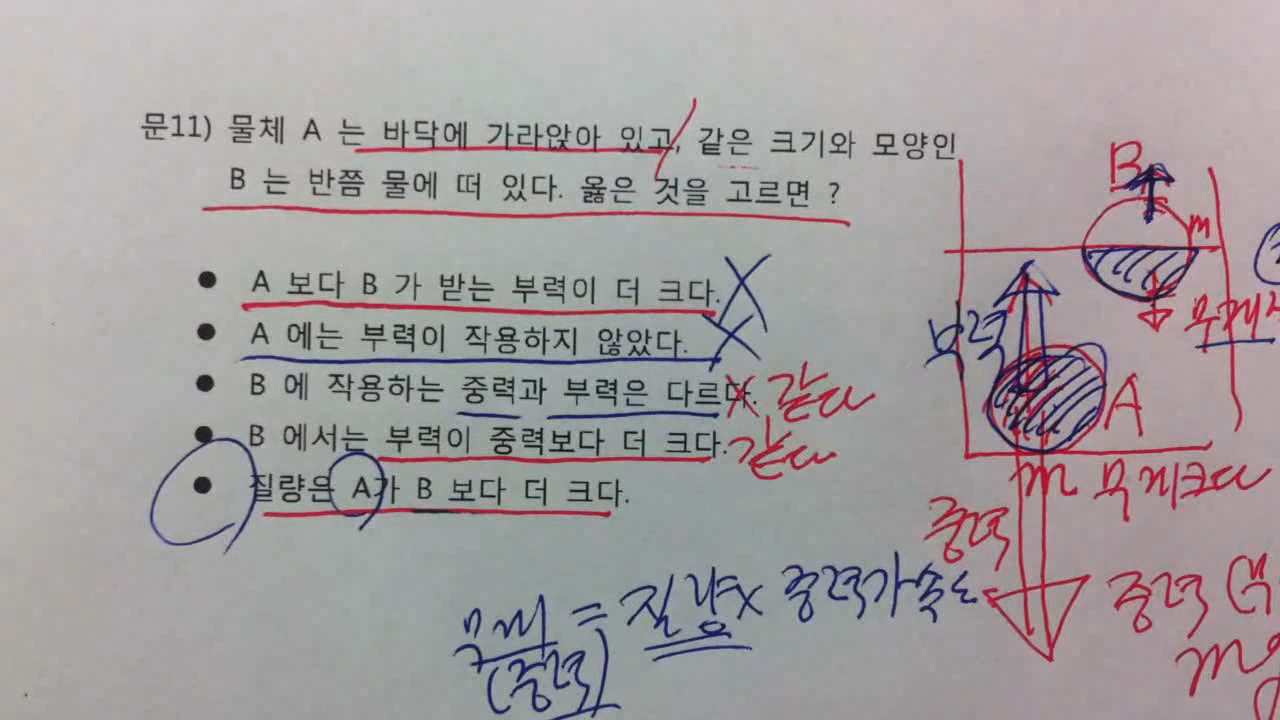 문11) 물체 A 는 바닥에 가라앉아 있고, 같은 크기와 모양인
B 는 반쯤 물에 떠 있다. 옳은 것을 고르면 ?
● A 보다 B 가 받는 부력이 더 크다.
● A 에는 부력이 작용하지 않았다.
● B 에 작용하는 중력과 부력은 다르다. 같다
● B 에서는 부력이 중력보다 더 크다. 같다
● 질량은 A가 B 보다 더 크다.
B
m
부력
A
m 무게크다
중력
무게 = 질량 x 중력가속도
(중력)
중력
mg